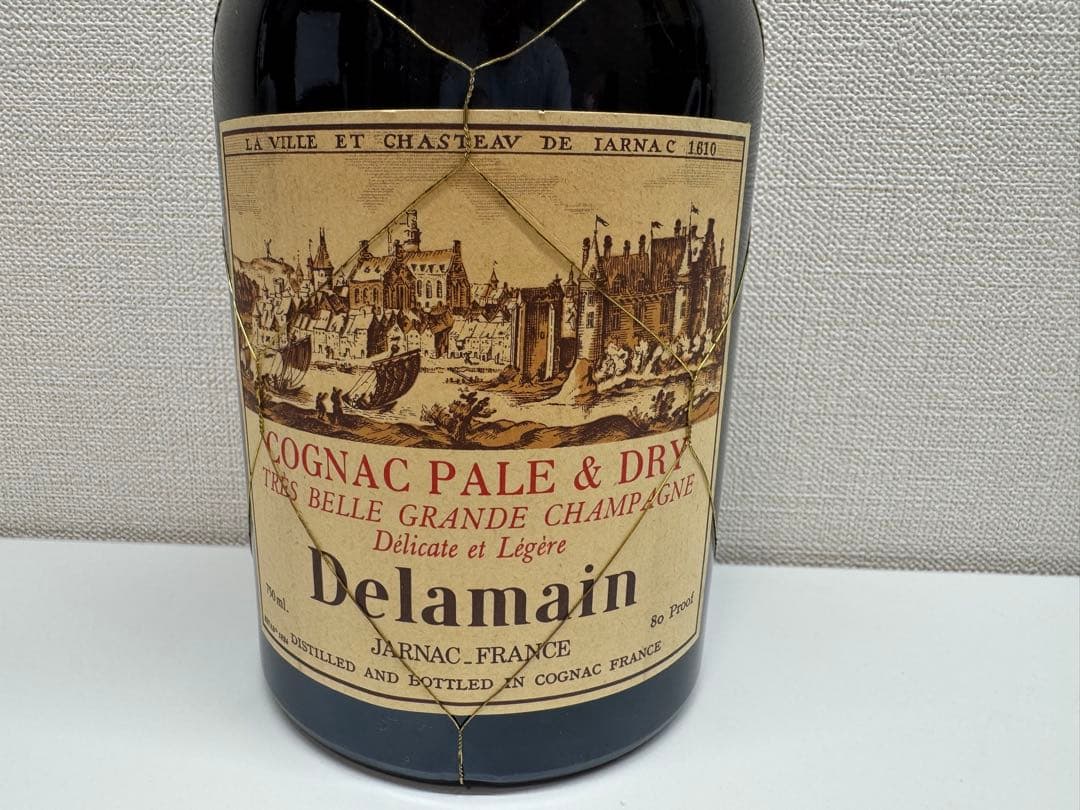 LA VILLE ET CHASTEAV DE IARNAC 1610
COGNAC PALE & DRY
TRES BELLE GRANDE CHAMPAGNE
Délicate et Légère
Delamain
750 ml.
80 Proof
JARNAC_FRANCE
DISTILLED AND BOTTLED IN COGNAC FRANCE